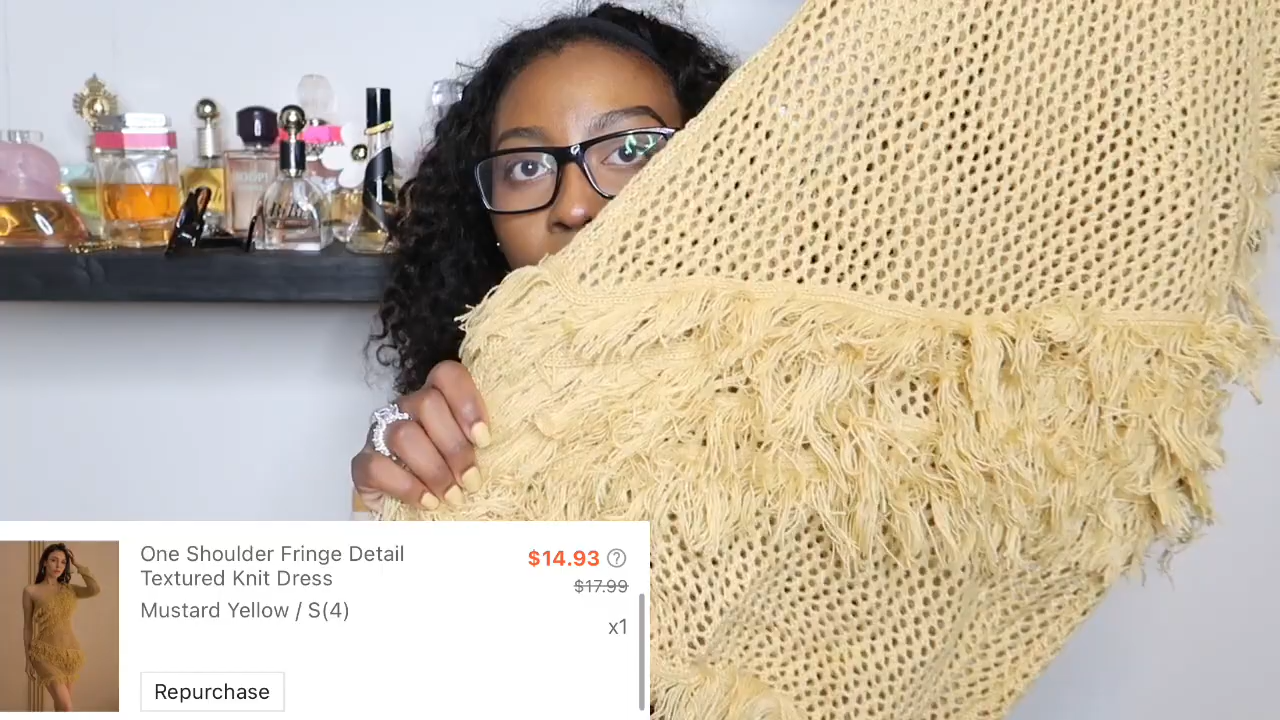 One Shoulder Fringe Detail
Textured Knit Dress
Mustard Yellow / S(4)
$14.93 ?
$17.99
x1
Repurchase